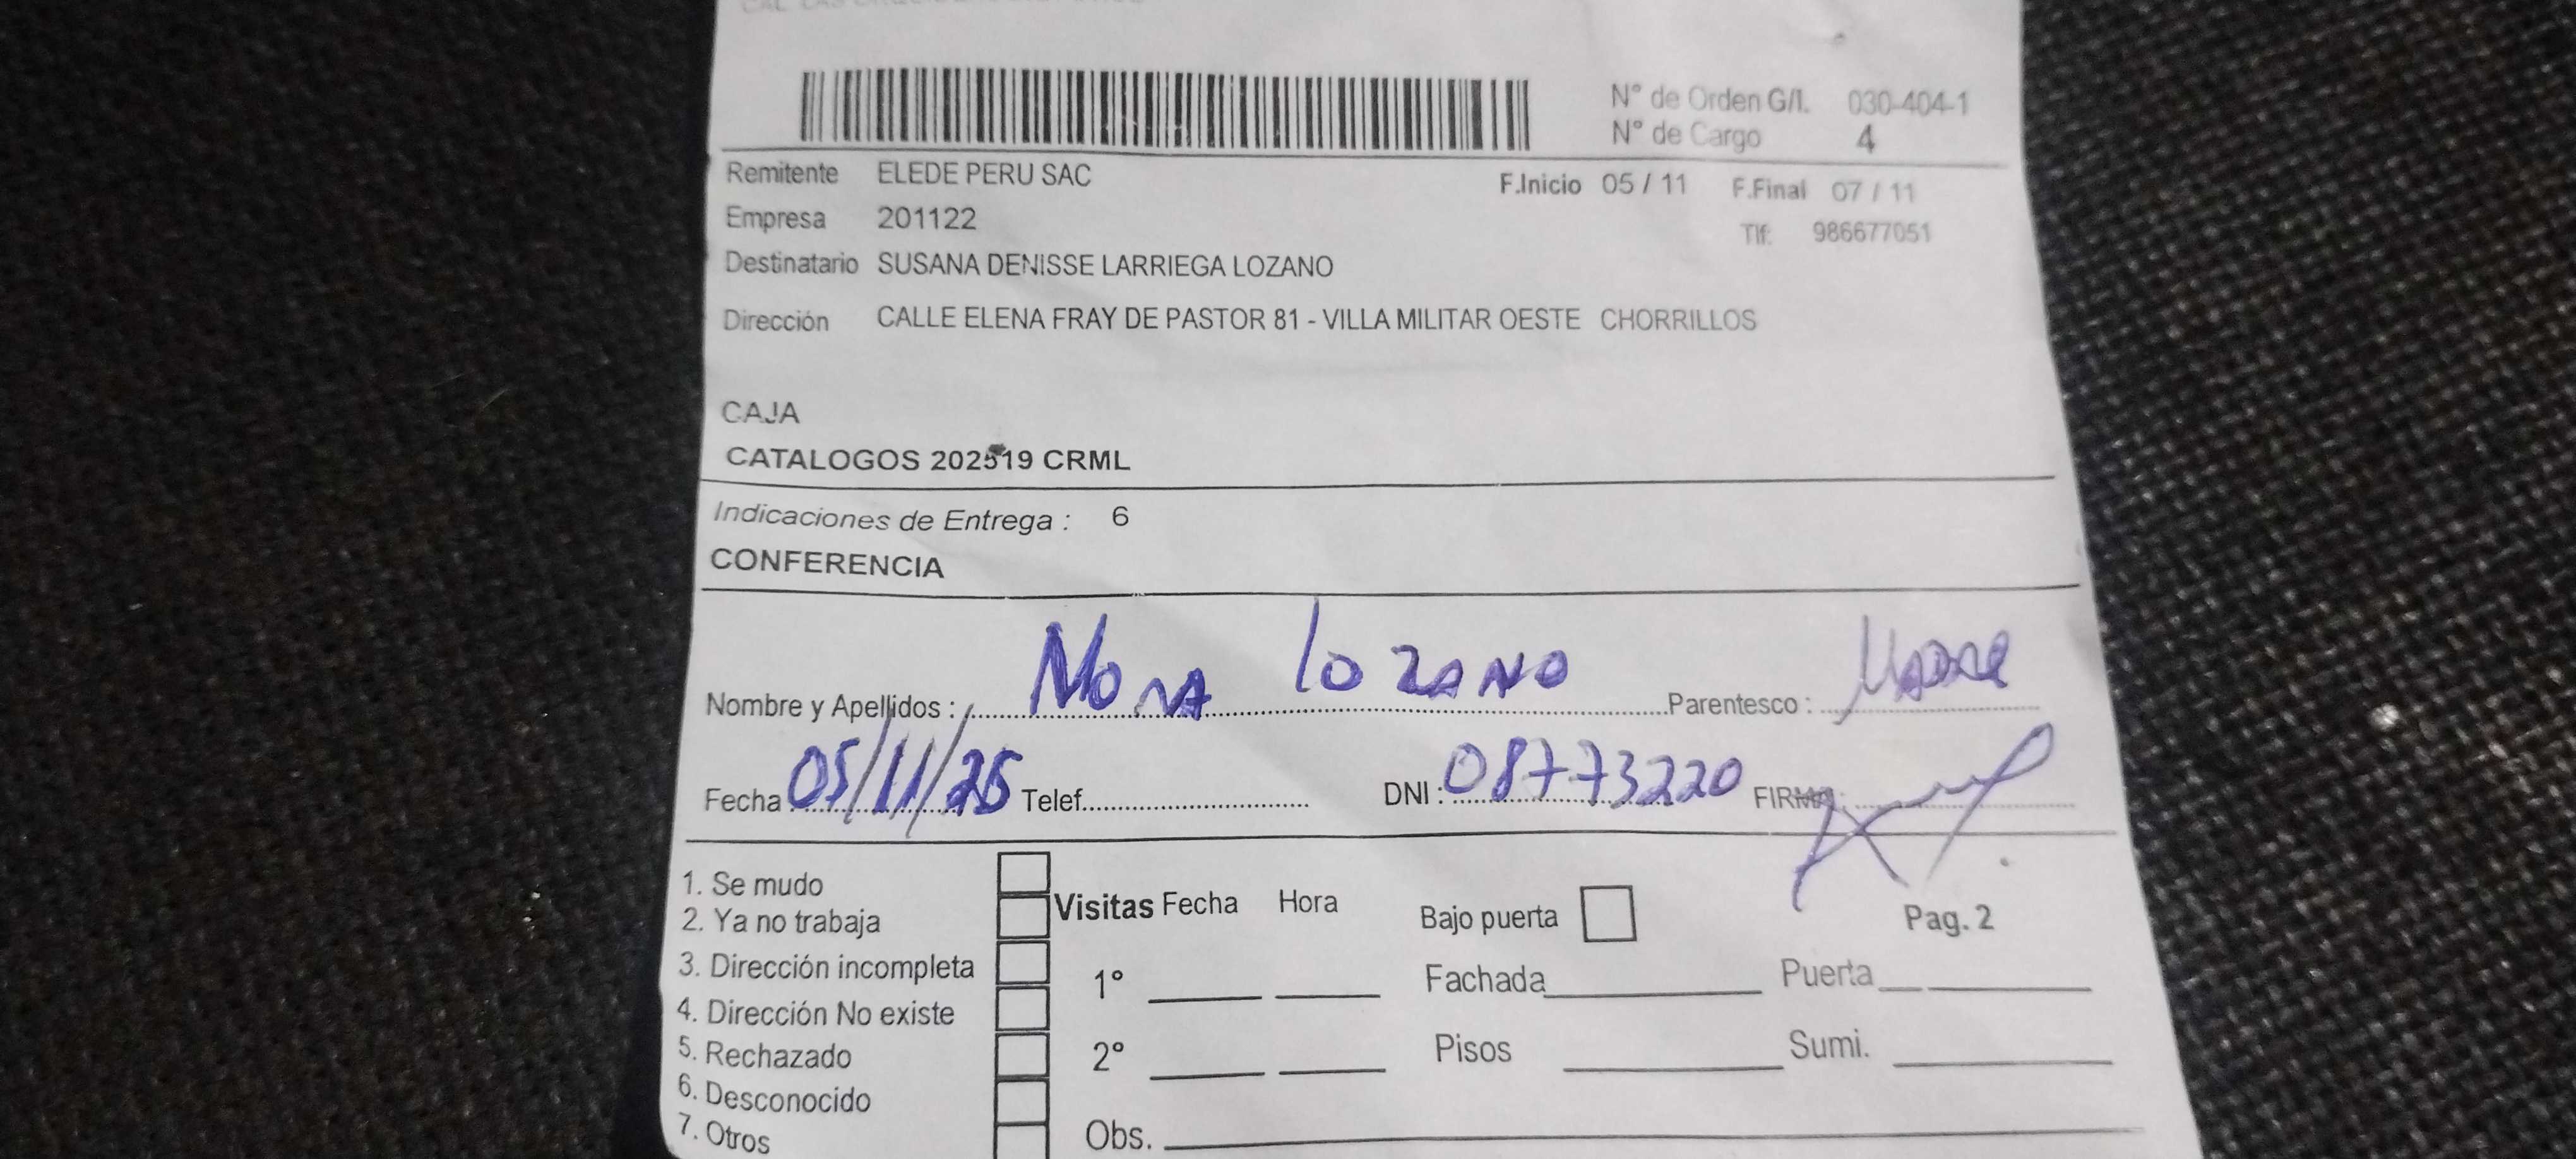 N° de Orden G/I. 030-404-1
N° de Cargo 4
Remitente ELEDE PERU SAC F.Inicio 05 / 11 F.Final 07 / 11
Empresa 201122 Tlf: 986677051
Destinatario SUSANA DENISSE LARRIEGA LOZANO
Dirección CALLE ELENA FRAY DE PASTOR 81 - VILLA MILITAR OESTE CHORRILLOS
CAJA
CATALOGOS 202519 CRML
Indicaciones de Entrega : 6
CONFERENCIA
Nombre y Apellidos : Nora lozano Parentesco : Madre
Fecha 05/11/25 Telef. DNI : 08773220 FIRMA:
1. Se mudo
2. Ya no trabaja Visitas Fecha Hora Bajo puerta Pag. 2
3. Dirección incompleta 1° Fachada Puerta
4. Dirección No existe
5. Rechazado 2° Pisos Sumi.
6. Desconocido
7. Otros Obs.